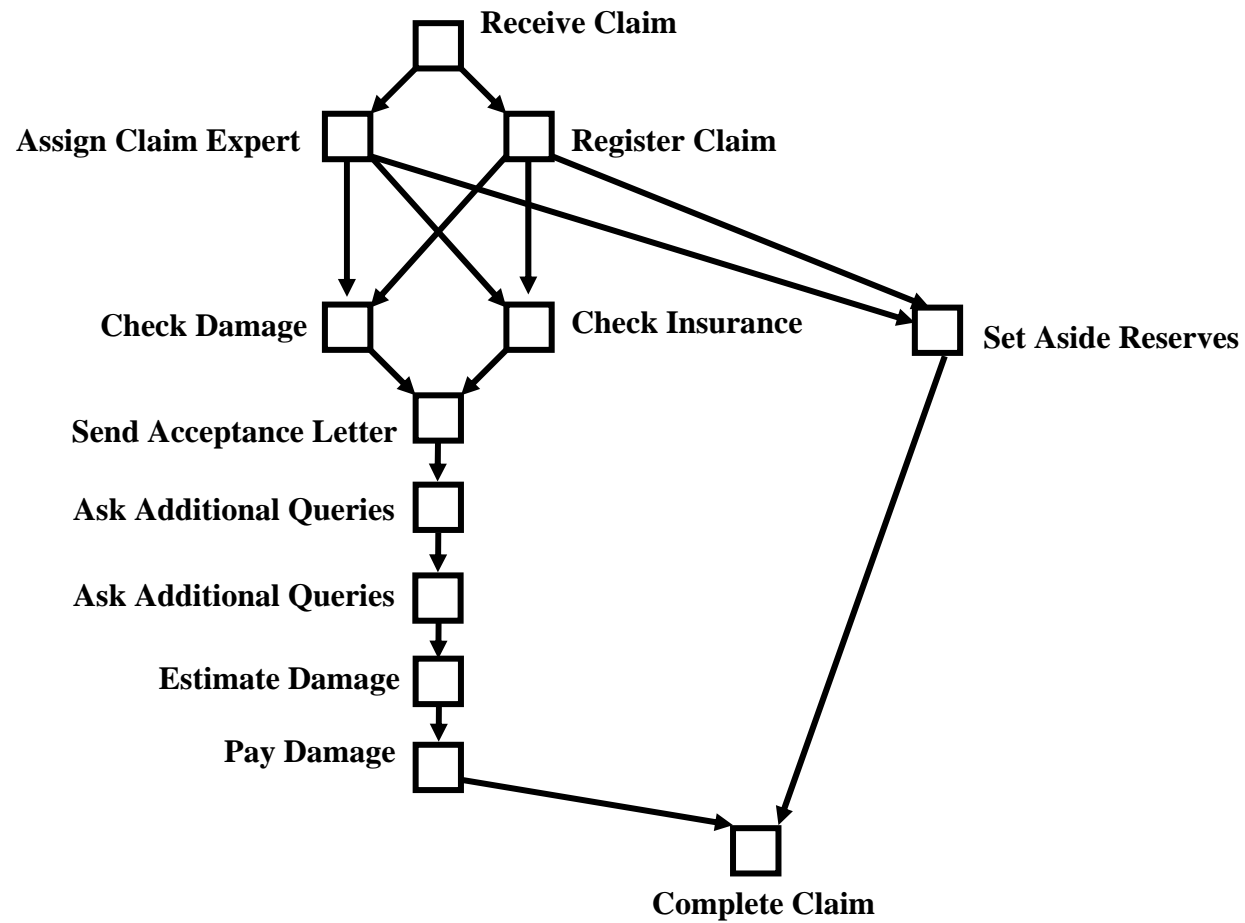 Receive Claim
Assign Claim Expert
Register Claim
Check Damage
Check Insurance
Set Aside Reserves
Send Acceptance Letter
Ask Additional Queries
Ask Additional Queries
Estimate Damage
Pay Damage
Complete Claim